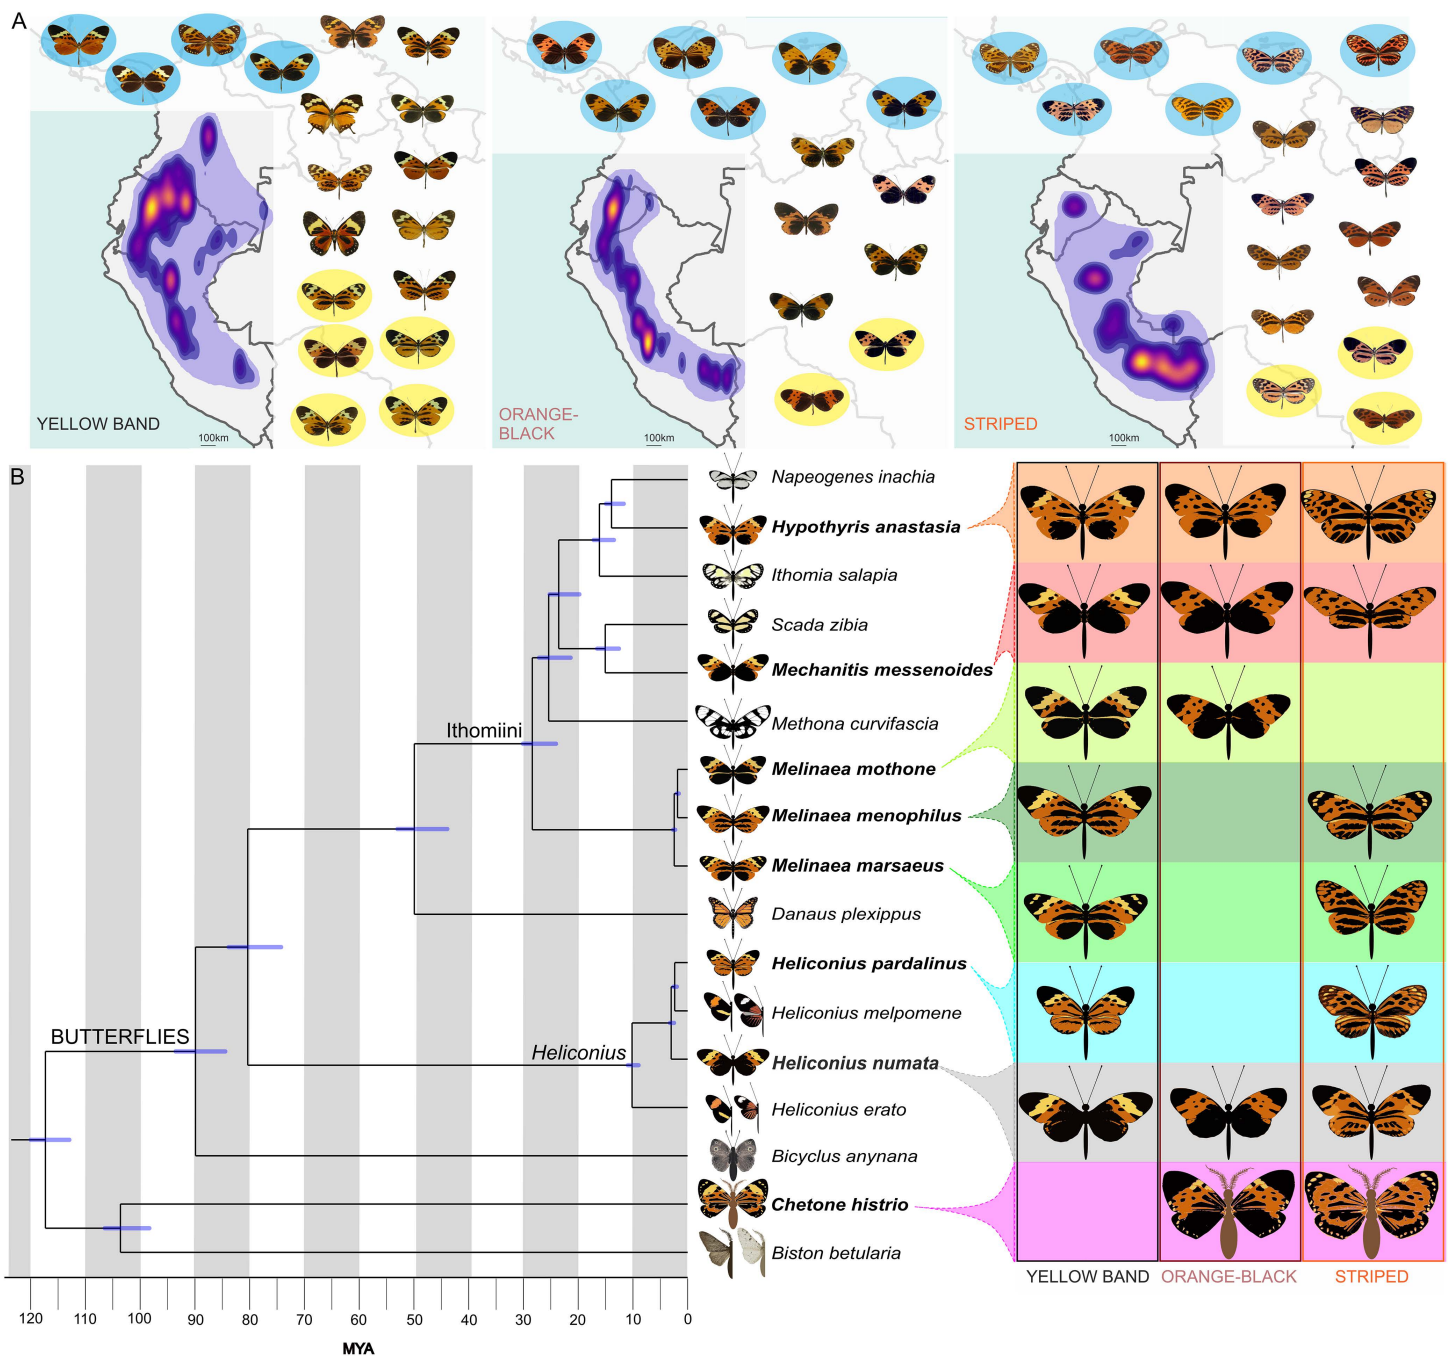 A
YELLOW BAND
100km
ORANGE-
BLACK
100km
STRIPED
100km
B
Napeogenes inachia
Hypothyris anastasia
Ithomia salapia
Scada zibia
Mechanitis messenoides
Methona curvifascia
Ithomiini
Melinaea mothone
Melinaea menophilus
Melinaea marsaeus
Danaus plexippus
Heliconius pardalinus
Heliconius melpomene
BUTTERFLIES
Heliconius
Heliconius numata
Heliconius erato
Bicyclus anynana
Chetone histrio
Biston betularia
YELLOW BAND ORANGE-BLACK STRIPED
120 110 100 90 80 70 60 50 40 30 20 10 0
MYA